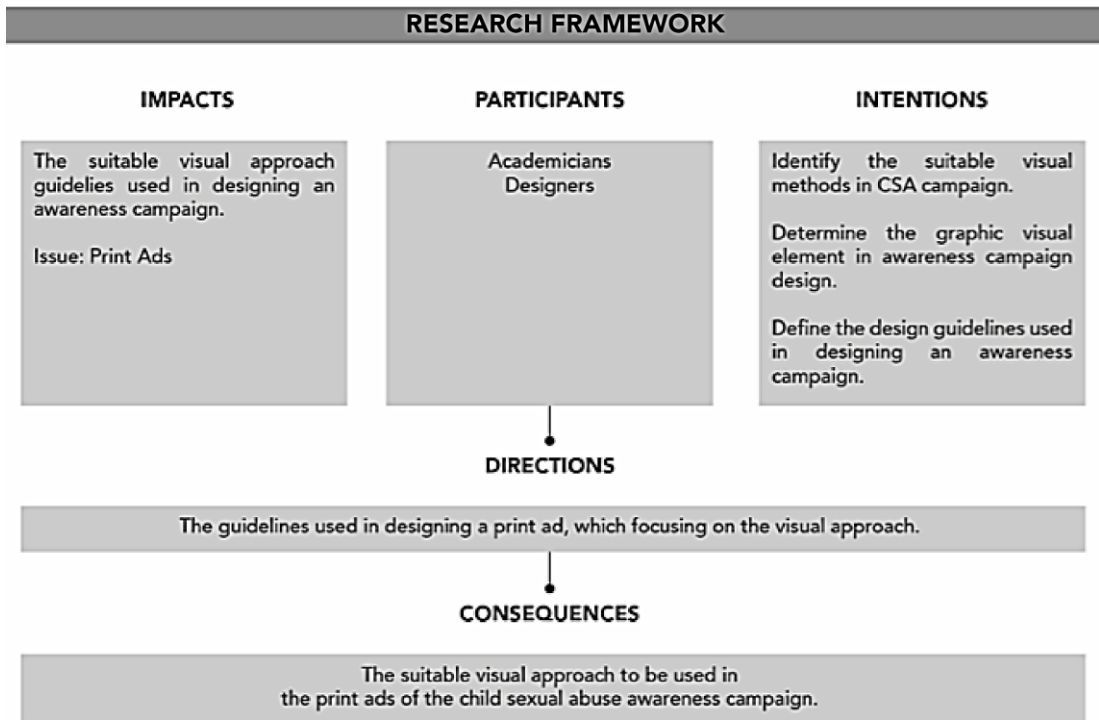 RESEARCH FRAMEWORK
IMPACTS
The suitable visual approach
guidelies used in designing an
awareness campaign.
Issue: Print Ads
PARTICIPANTS
Academicians
Designers
INTENTIONS
Identify the suitable visual
methods in CSA campaign.
Determine the graphic visual
element in awareness campaign
design.
Define the design guidelines used
in designing an awareness
campaign.
DIRECTIONS
The guidelines used in designing a print ad, which focusing on the visual approach.
CONSEQUENCES
The suitable visual approach to be used in
the print ads of the child sexual abuse awareness campaign.